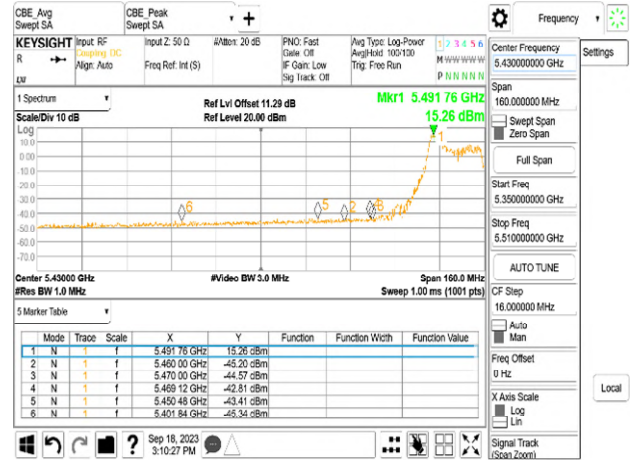 CBE_Avg
Swept SA
CBE_Peak
Swept SA
Frequency
KEYSIGHT
R
LXI
Input: RF
Coupling: DC
Align: Auto
Input Z: 50 Ω
Freq Ref: Int (S)
#Atten: 20 dB
PNO: Fast
Gate: Off
IF Gain: Low
Sig Track: Off
Avg Type: Log-Power
Avg|Hold: 100/100
Trig: Free Run
1 2 3 4 5 6
M W W W W W
P N N N N N
Center Frequency
5.430000000 GHz
Settings
Span
160.000000 MHz
Swept Span
Zero Span
Full Span
Start Freq
5.350000000 GHz
Stop Freq
5.510000000 GHz
AUTO TUNE
CF Step
16.000000 MHz
Auto
Man
Freq Offset
0 Hz
X Axis Scale
Log
Lin
Signal Track
(Span Zoom)
Local
1 Spectrum
Scale/Div 10 dB
Ref Lvl Offset 11.29 dB
Ref Level 20.00 dBm
Mkr1 5.491 76 GHz
15.26 dBm
Log
10.0
0.00
-10.0
-20.0
-30.0
-40.0
-50.0
-60.0
-70.0
1
6
5
2
Center 5.43000 GHz
#Res BW 1.0 MHz
#Video BW 3.0 MHz
Span 160.0 MHz
Sweep 1.00 ms (1001 pts)
5 Marker Table
Mode Trace Scale X Y Function Function Width Function Value
1 N 1 f 5.491 76 GHz 15.26 dBm
2 N 1 f 5.460 00 GHz -45.20 dBm
3 N 1 f 5.470 00 GHz -44.57 dBm
4 N 1 f 5.469 12 GHz -42.81 dBm
5 N 1 f 5.450 48 GHz -43.41 dBm
6 N 1 f 5.401 84 GHz -45.34 dBm
?
Sep 18, 2023
3:10:27 PM